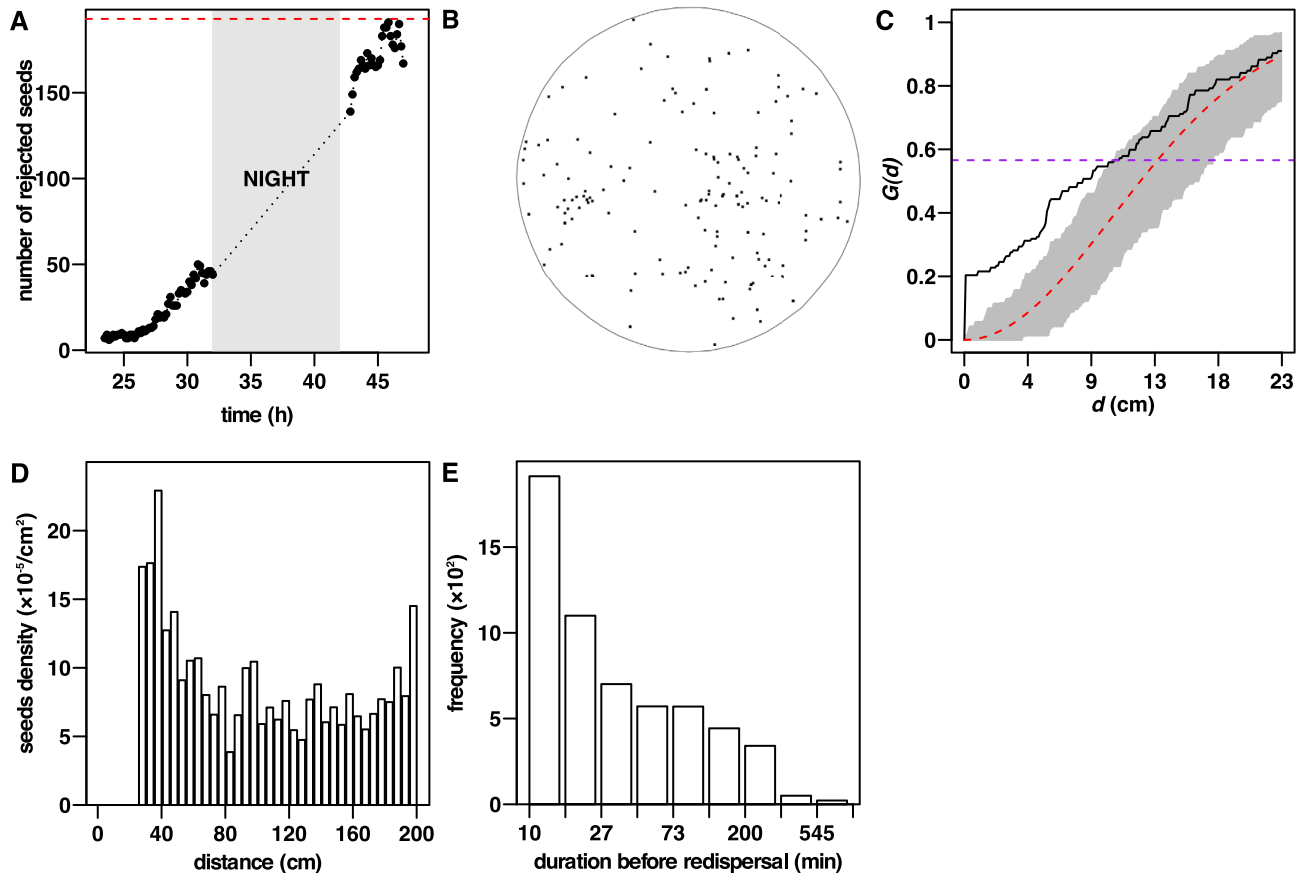 A
number of rejected seeds
150
100
50
0
NIGHT
25 30 35 40 45
time (h)
B
C
G(d)
1
0.8
0.6
0.4
0.2
0
0 4 9 13 18 23
d (cm)
D
seeds density (×10⁻⁵/cm²)
20
15
10
5
0
0 40 80 120 160 200
distance (cm)
E
frequency (×10²)
15
10
5
0
10 27 73 200 545
duration before redispersal (min)